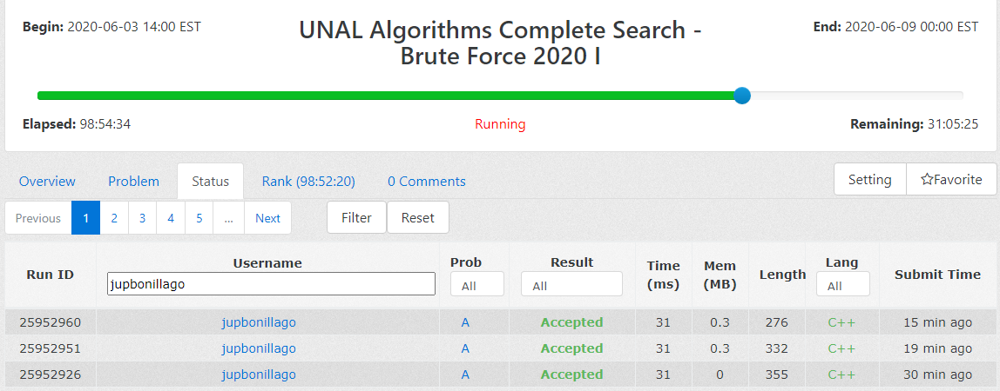 Begin: 2020-06-03 14:00 EST
UNAL Algorithms Complete Search -
Brute Force 2020 I
End: 2020-06-09 00:00 EST
Elapsed: 98:54:34
Running
Remaining: 31:05:25
Overview Problem Status Rank (98:52:20) 0 Comments
Setting ☆Favorite
Previous 1 2 3 4 5 ... Next
Filter Reset
Run ID Username Prob Result Time (ms) Mem (MB) Length Lang Submit Time
jupbonillago All All All
25952960 jupbonillago A Accepted 31 0.3 276 C++ 15 min ago
25952951 jupbonillago A Accepted 31 0.3 332 C++ 19 min ago
25952926 jupbonillago A Accepted 31 0 355 C++ 30 min ago